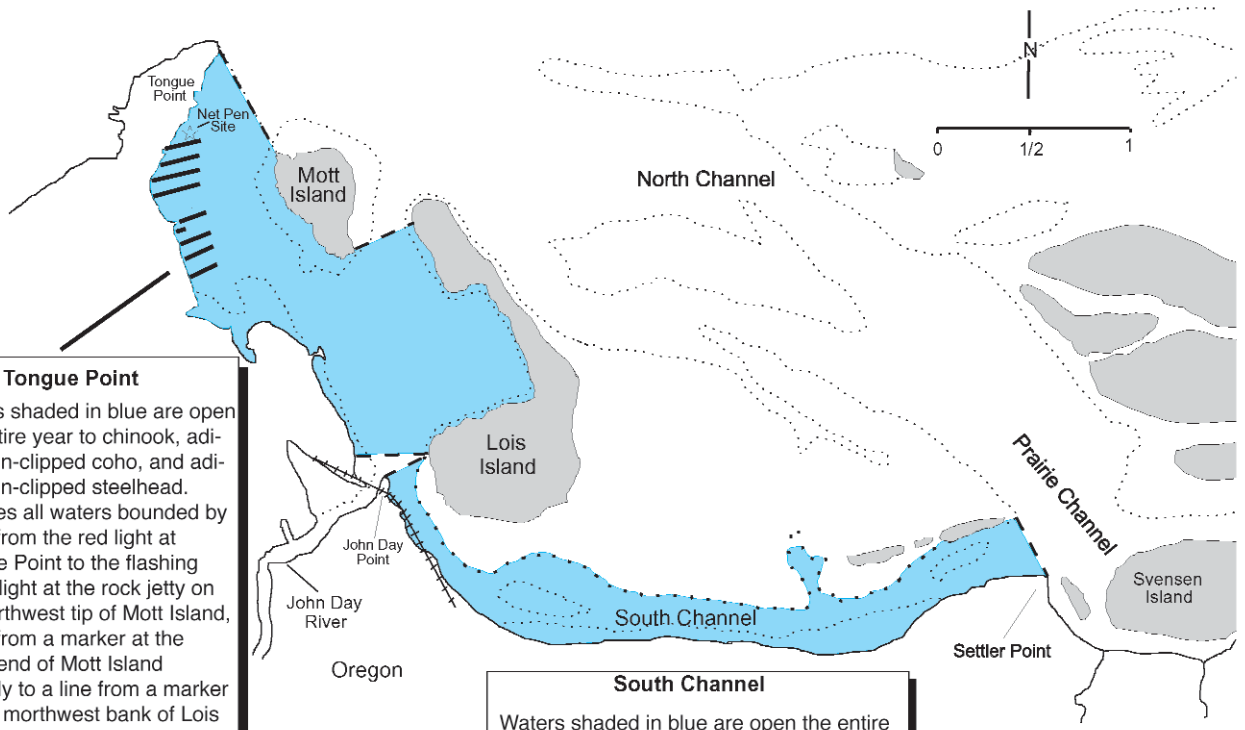 N
Tongue
Point
Net Pen
Site
0 1/2 1
Mott
Island
North Channel
Tongue Point
s shaded in blue are open
tire year to chinook, adi-
n-clipped coho, and adi-
n-clipped steelhead.
es all waters bounded by
from the red light at
e Point to the flashing
light at the rock jetty on
rthwest tip of Mott Island,
from a marker at the
end of Mott Island
ly to a line from a marker
morthwest bank of Lois
Lois
Island
Prairie Channel
John Day
Point
John Day
River
Oregon
South Channel
Svensen
Island
Settler Point
South Channel
Waters shaded in blue are open the entire